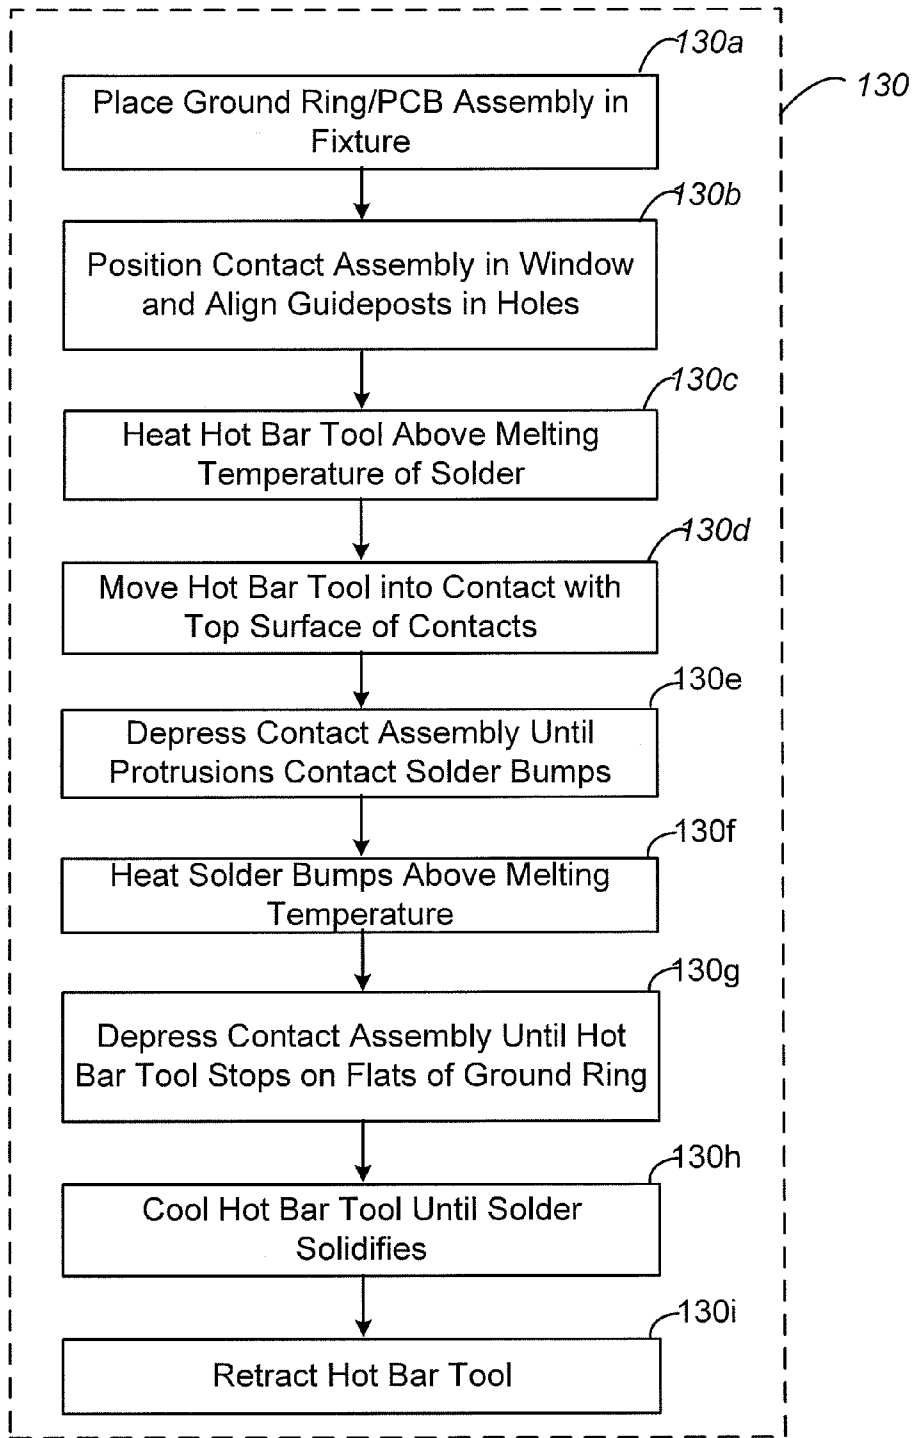 130a
130
Place Ground Ring/PCB Assembly in
Fixture
130b
Position Contact Assembly in Window
and Align Guideposts in Holes
130c
Heat Hot Bar Tool Above Melting
Temperature of Solder
130d
Move Hot Bar Tool into Contact with
Top Surface of Contacts
130e
Depress Contact Assembly Until
Protrusions Contact Solder Bumps
130f
Heat Solder Bumps Above Melting
Temperature
130g
Depress Contact Assembly Until Hot
Bar Tool Stops on Flats of Ground Ring
130h
Cool Hot Bar Tool Until Solder
Solidifies
130i
Retract Hot Bar Tool